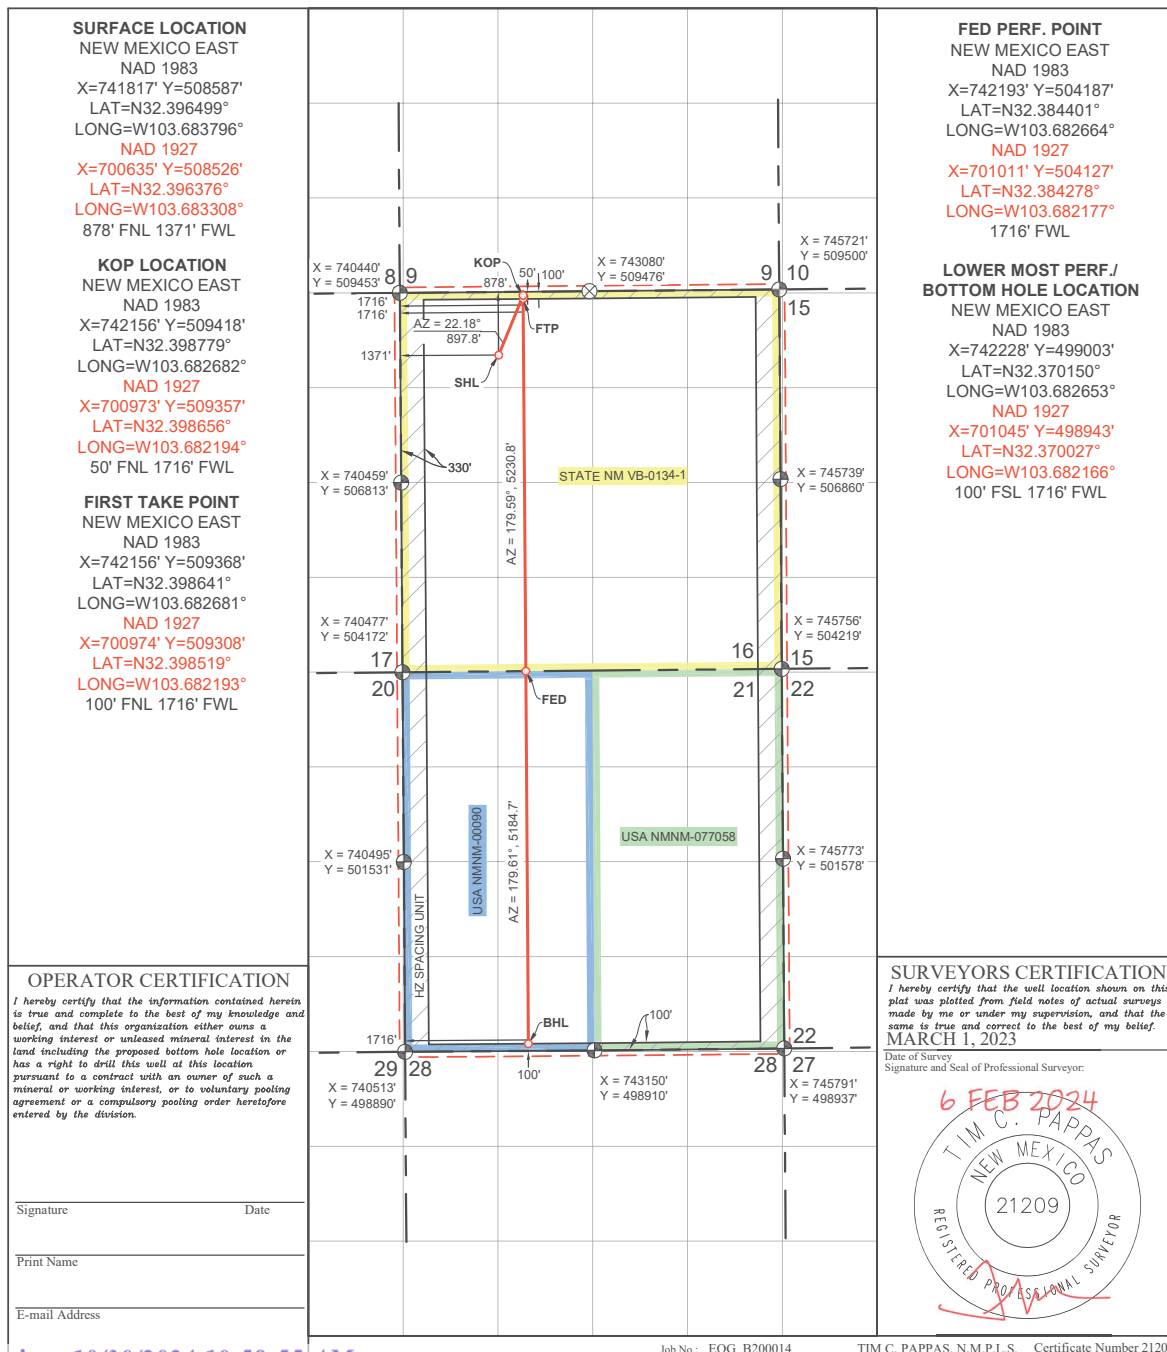 SURFACE LOCATION
NEW MEXICO EAST
NAD 1983
X=741817' Y=508587'
LAT=N32.396499°
LONG=W103.683796°
NAD 1927
X=700635' Y=508526'
LAT=N32.396376°
LONG=W103.683308°
878' FNL 1371' FWL
KOP LOCATION
NEW MEXICO EAST
NAD 1983
X=742156' Y=509418'
LAT=N32.398779°
LONG=W103.682682°
NAD 1927
X=700973' Y=509357'
LAT=N32.398656°
LONG=W103.682194°
50' FNL 1716' FWL
FIRST TAKE POINT
NEW MEXICO EAST
NAD 1983
X=742156' Y=509368'
LAT=N32.398641°
LONG=W103.682681°
NAD 1927
X=700974' Y=509308'
LAT=N32.398519°
LONG=W103.682193°
100' FNL 1716' FWL
OPERATOR CERTIFICATION
I hereby certify that the information contained herein
is true and complete to the best of my knowledge and
belief, and that this organization either owns a
working interest or unleased mineral interest in the
land including the proposed bottom hole location or
has a right to drill this well at this location
pursuant to a contract with an owner of such a
mineral or working interest, or to voluntary pooling
agreement or a compulsory pooling order heretofore
entered by the division.
Signature Date
Print Name
E-mail Address
X = 740440'
Y = 509453'
8 9
KOP
878'
50'
100'
X = 743080'
Y = 509476'
X = 745721'
Y = 509500'
9 10
15
1716'
1716'
AZ = 22.18°
897.8'
FTP
1371'
SHL
330'
X = 740459'
Y = 506813'
AZ = 179.59°, 5230.8'
STATE NM VB-0134-1
X = 745739'
Y = 506860'
X = 740477'
Y = 504172'
X = 745756'
Y = 504219'
17
16 15
20
21 22
FED
USA NMNM-00090
AZ = 179.61°, 5184.7'
USA NMNM-077058
X = 740495'
Y = 501531'
X = 745773'
Y = 501578'
HZ SPACING UNIT
BHL
100'
1716'
22
29 28
28 27
100'
X = 740513'
Y = 498890'
X = 743150'
Y = 498910'
X = 745791'
Y = 498937'
FED PERF. POINT
NEW MEXICO EAST
NAD 1983
X=742193' Y=504187'
LAT=N32.384401°
LONG=W103.682664°
NAD 1927
X=701011' Y=504127'
LAT=N32.384278°
LONG=W103.682177°
1716' FWL
LOWER MOST PERF./
BOTTOM HOLE LOCATION
NEW MEXICO EAST
NAD 1983
X=742228' Y=499003'
LAT=N32.370150°
LONG=W103.682653°
NAD 1927
X=701045' Y=498943'
LAT=N32.370027°
LONG=W103.682166°
100' FSL 1716' FWL
SURVEYORS CERTIFICATION
I hereby certify that the well location shown on this
plat was plotted from field notes of actual surveys
made by me or under my supervision, and that the
same is true and correct to the best of my belief.
MARCH 1, 2023
Date of Survey
Signature and Seal of Professional Surveyor:
6 FEB 2024
TIM C. PAPPAS
NEW MEXICO
21209
REGISTERED PROFESSIONAL SURVEYOR
Job No.: EOG_B200014
TIM C. PAPPAS, N.M.P.L.S. Certificate Number 2120